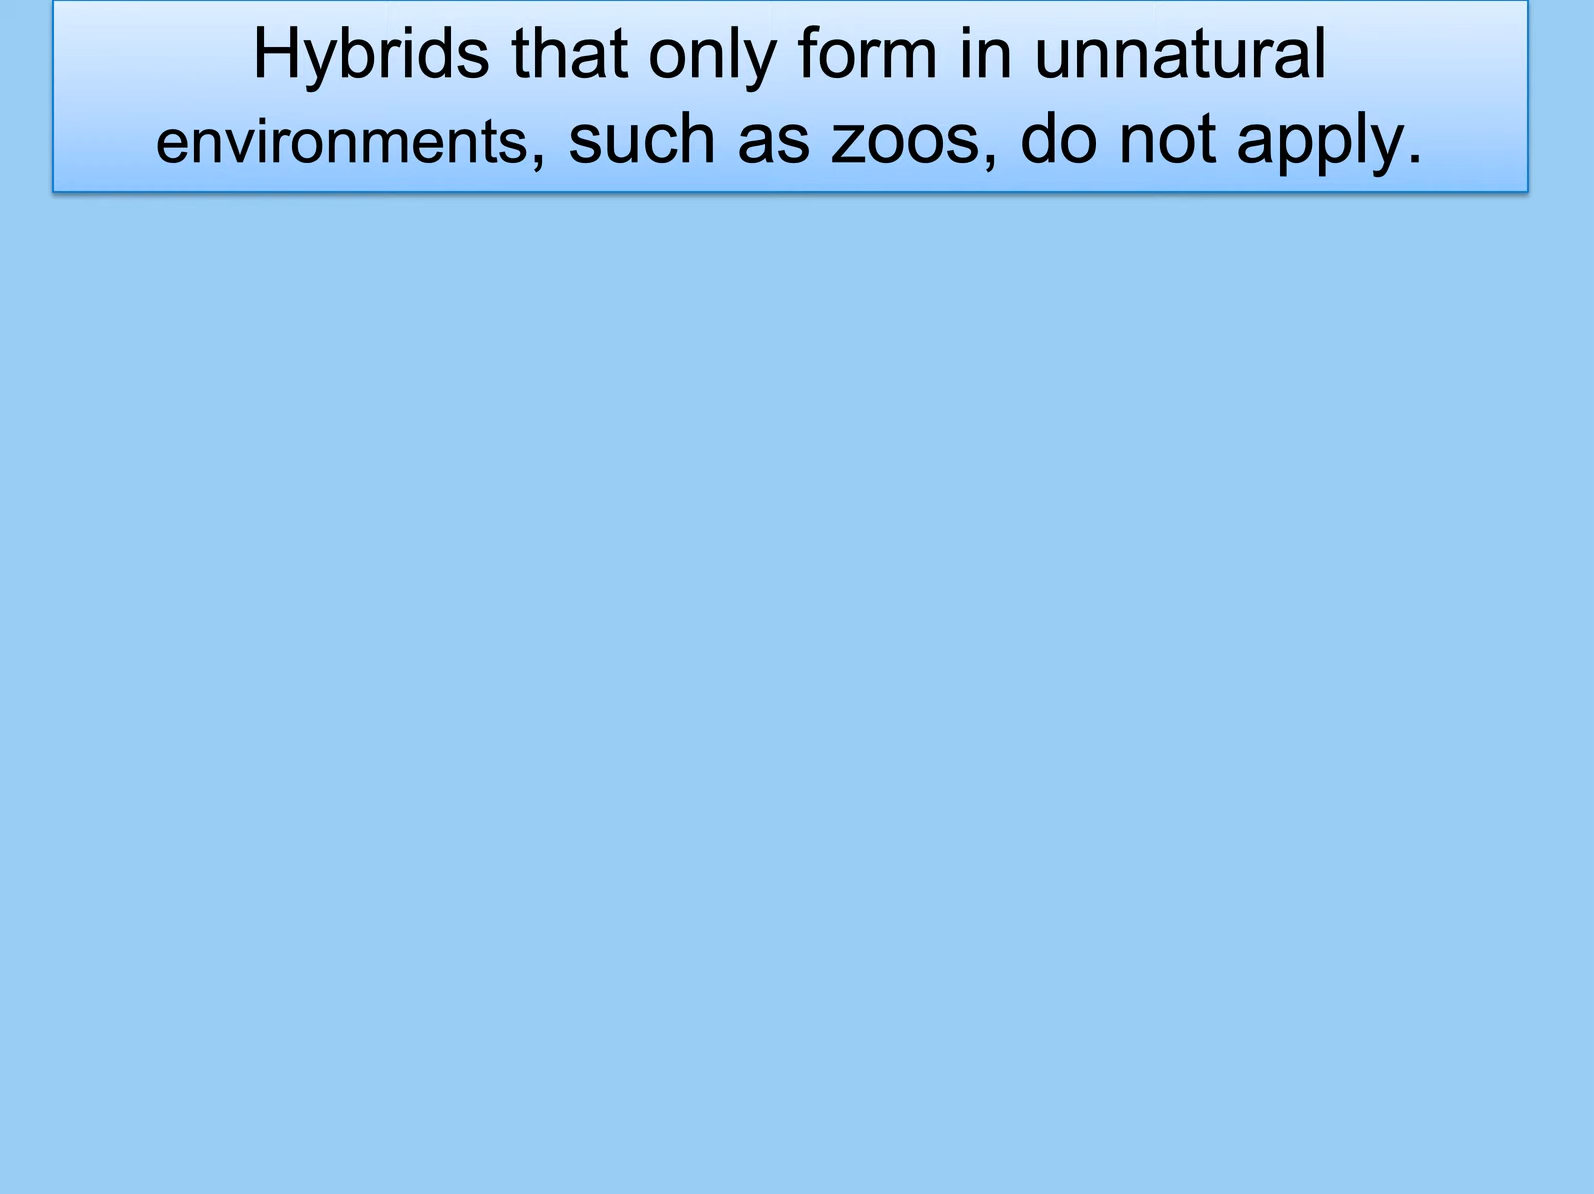 Hybrids that only form in unnatural
environments, such as zoos, do not apply.